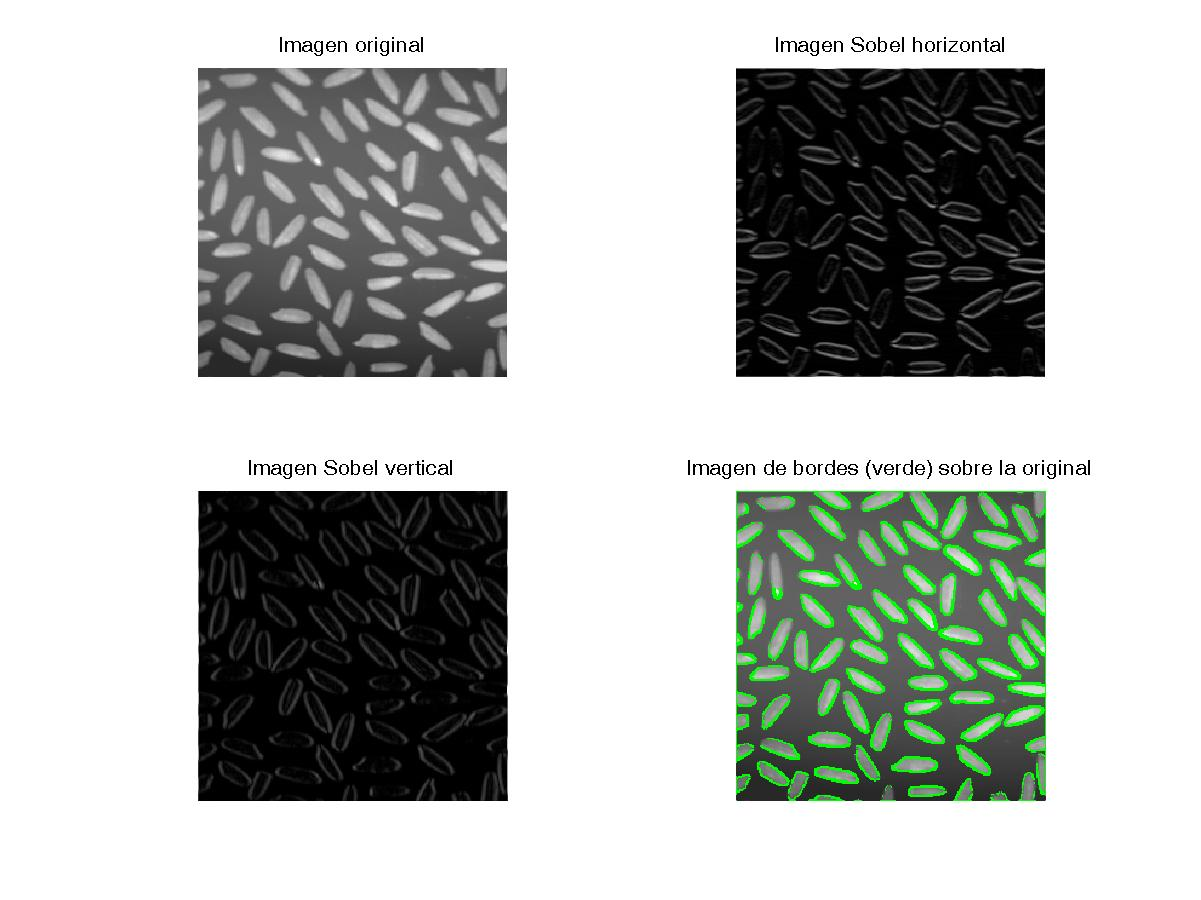 Imagen original
Imagen Sobel horizontal
Imagen Sobel vertical
Imagen de bordes (verde) sobre la original